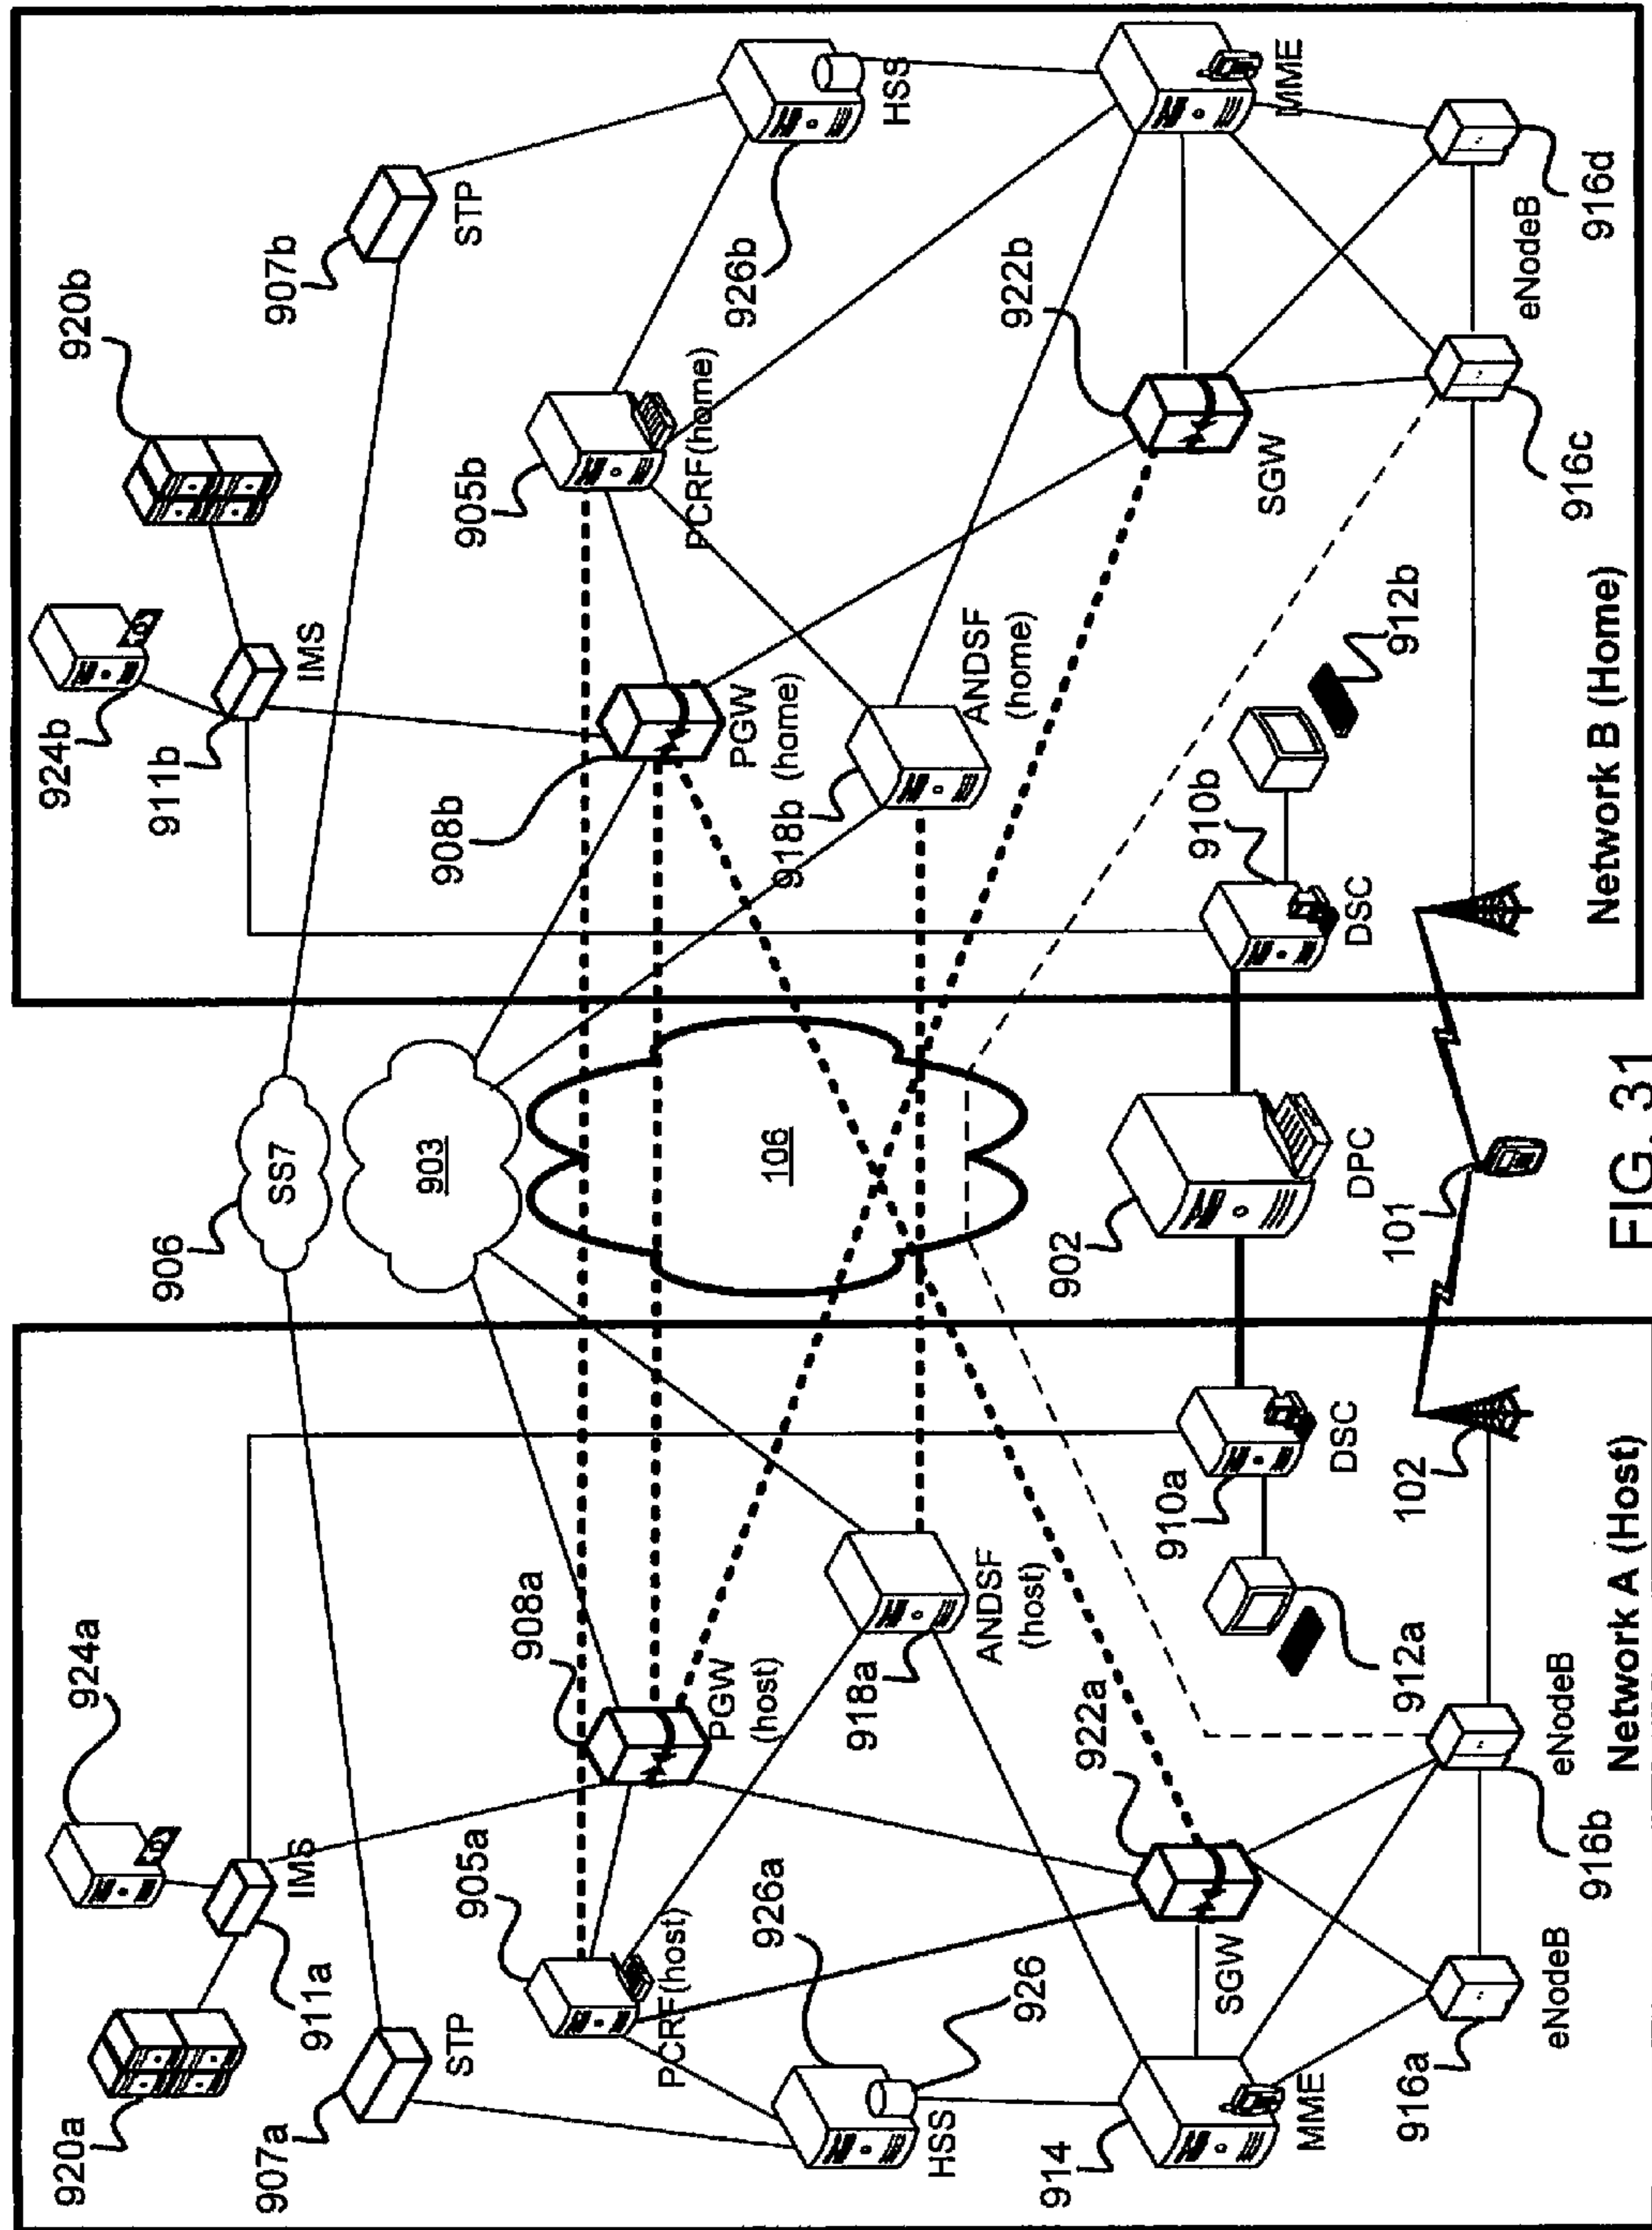 924a
920a
IMS
911a
907a
STP
905a
PCRF(host)
926a
926
HSS
908a
PGW
(host)
918a
ANDSF
(host)
922a
SGW
914
MME
916a
eNodeB
916b
eNodeB
910a
DSC
912a
102
Network A (Host)
906
SS7
903
106
902
DPC
101
FIG. 31
924b
920b
911b
IMS
907b
STP
905b
PCRF(home)
926b
HSS
908b
PGW
(home)
918b
ANDSF
(home)
922b
SGW
MME
910b
DSC
912b
916c
eNodeB
916d
Network B (Home)